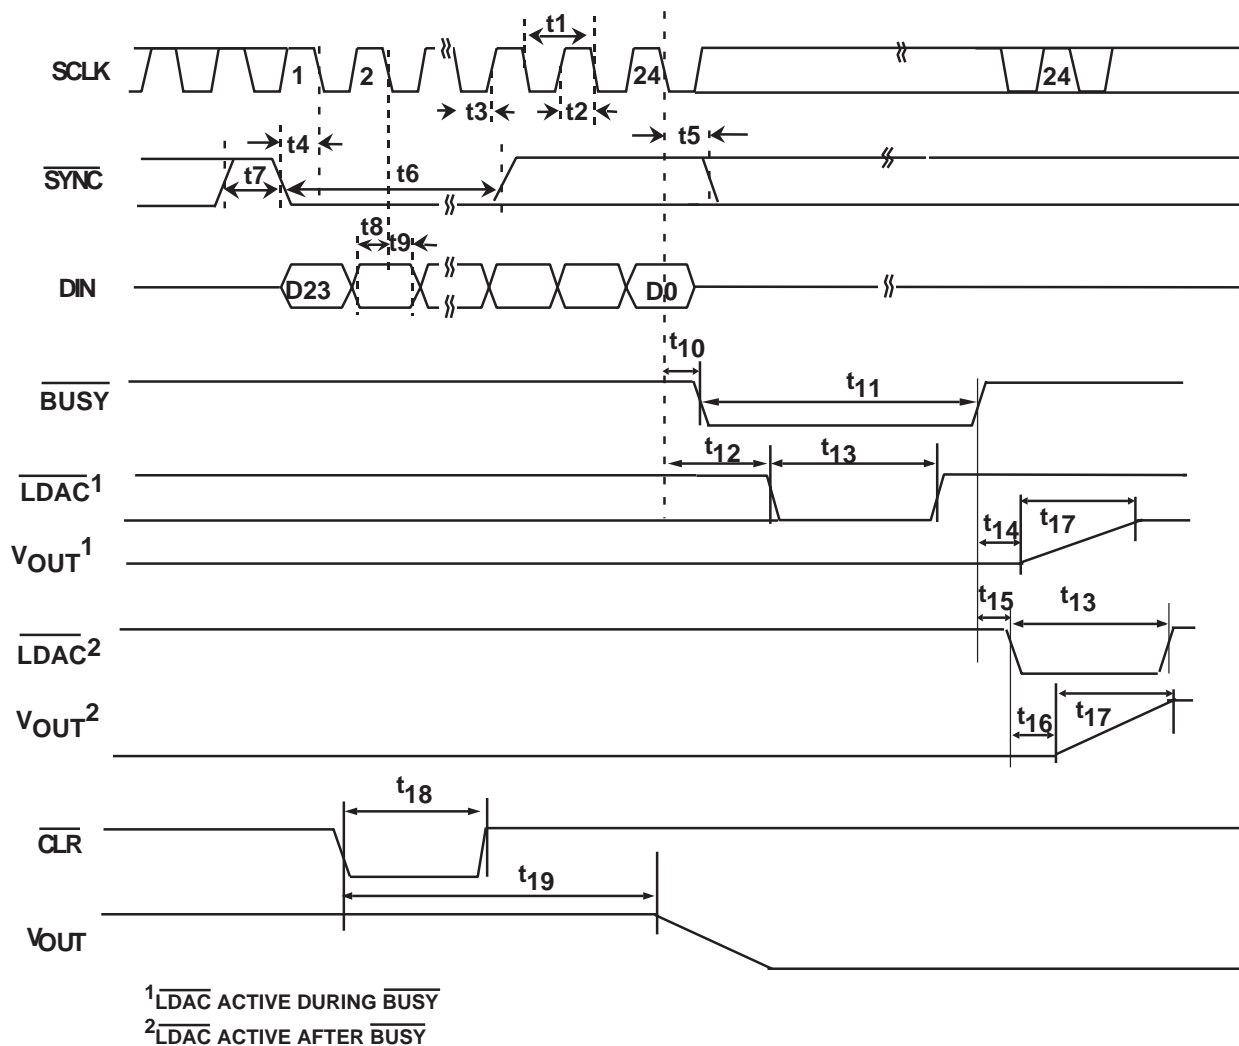 t1
SCLK 1 2 24 24
t3 t2
t4 t5
SYNC t7 t6
t8 t9
DIN D23 D0
t10
BUSY t11
t12 t13
LDAC1
t14 t17
VOUT1
t15 t13
LDAC2
VOUT2 t16 t17
t18
CLR
t19
VOUT
1LDAC ACTIVE DURING BUSY
2LDAC ACTIVE AFTER BUSY